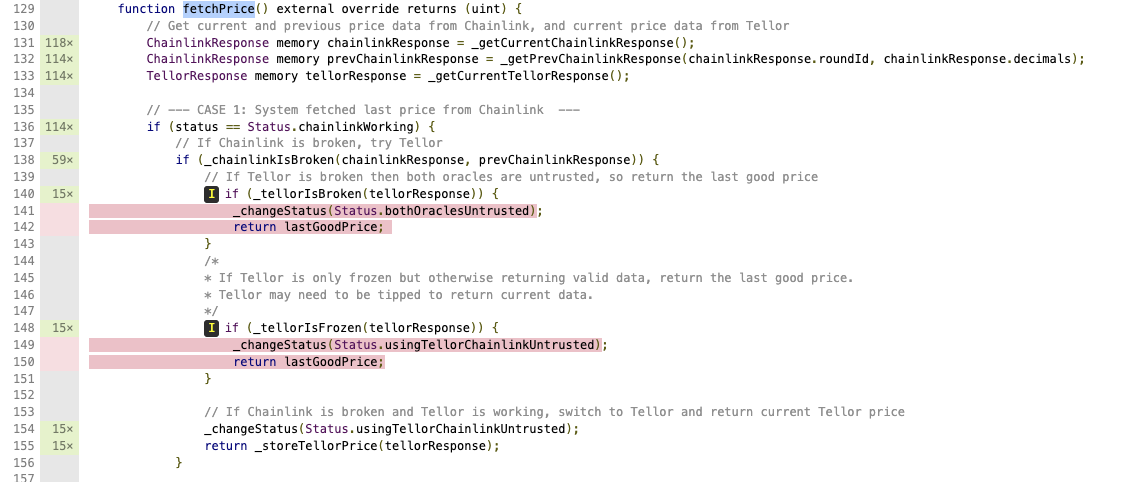 129 function fetchPrice() external override returns (uint) {
130 // Get current and previous price data from Chainlink, and current price data from Tellor
131 118× ChainlinkResponse memory chainlinkResponse = _getCurrentChainlinkResponse();
132 114× ChainlinkResponse memory prevChainlinkResponse = _getPrevChainlinkResponse(chainlinkResponse.roundId, chainlinkResponse.decimals);
133 114× TellorResponse memory tellorResponse = _getCurrentTellorResponse();
134
135 // --- CASE 1: System fetched last price from Chainlink  ---
136 114× if (status == Status.chainlinkWorking) {
137 // If Chainlink is broken, try Tellor
138 59× if (_chainlinkIsBroken(chainlinkResponse, prevChainlinkResponse)) {
139 // If Tellor is broken then both oracles are untrusted, so return the last good price
140 15× I if (_tellorIsBroken(tellorResponse)) {
141 _changeStatus(Status.bothOraclesUntrusted);
142 return lastGoodPrice;
143 }
144 /*
145 * If Tellor is only frozen but otherwise returning valid data, return the last good price.
146 * Tellor may need to be tipped to return current data.
147 */
148 15× I if (_tellorIsFrozen(tellorResponse)) {
149 _changeStatus(Status.usingTellorChainlinkUntrusted);
150 return lastGoodPrice;
151 }
152
153 // If Chainlink is broken and Tellor is working, switch to Tellor and return current Tellor price
154 15× _changeStatus(Status.usingTellorChainlinkUntrusted);
155 15× return _storeTellorPrice(tellorResponse);
156 }
157